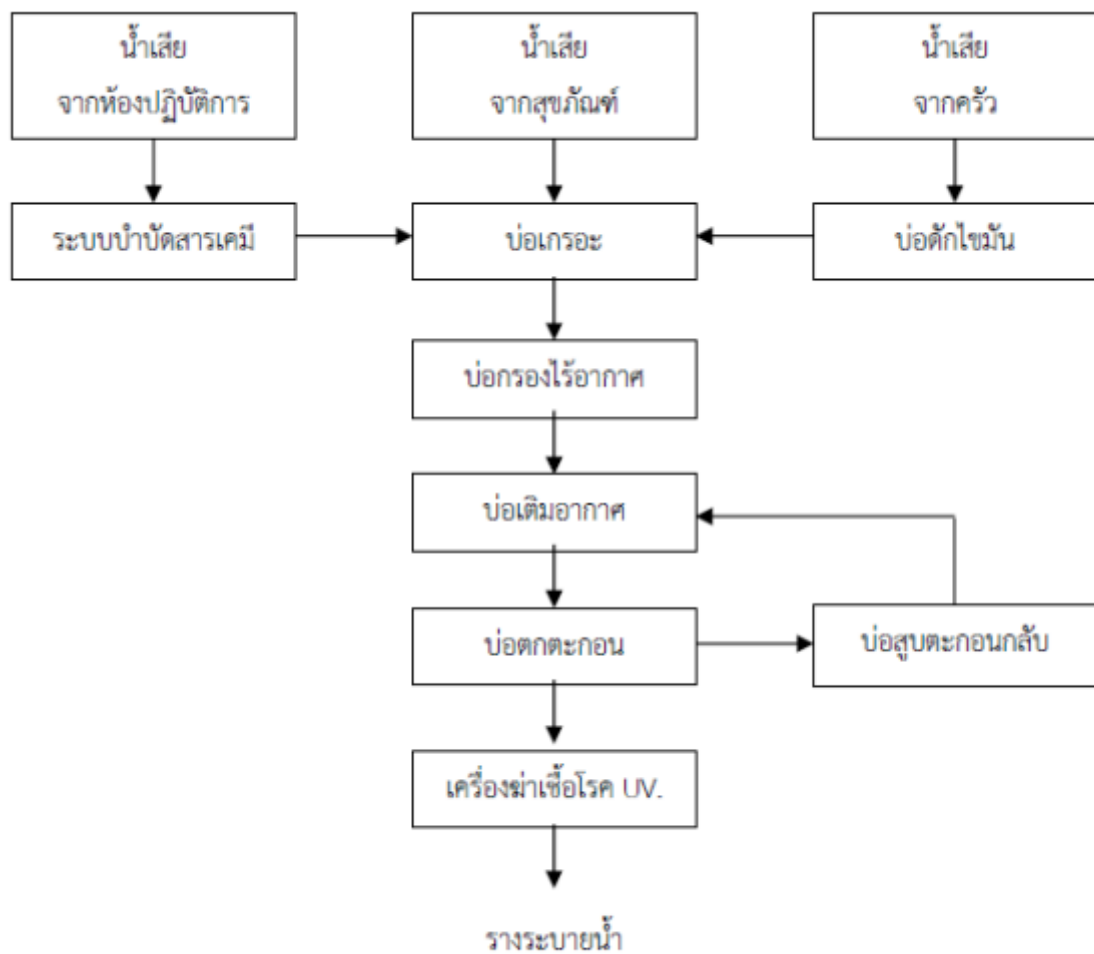 น้ำเสีย
จากห้องปฏิบัติการ
น้ำเสีย
จากสุขภัณฑ์
น้ำเสีย
จากครัว
ระบบบำบัดสารเคมี
บ่อเกรอะ
บ่อดักไขมัน
บ่อกรองไร้อากาศ
บ่อเติมอากาศ
บ่อตกตะกอน
บ่อสูบตะกอนกลับ
เครื่องฆ่าเชื้อโรค UV.
รางระบายน้ำ